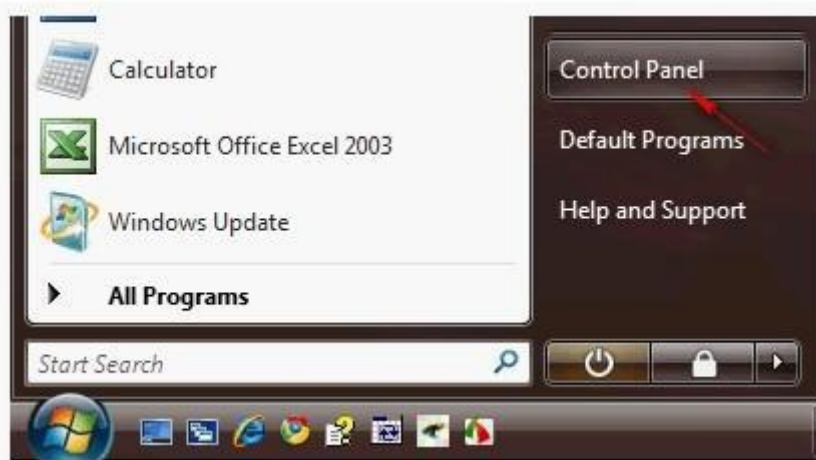 Calculator
Microsoft Office Excel 2003
Windows Update
All Programs
Start Search
Control Panel
Default Programs
Help and Support